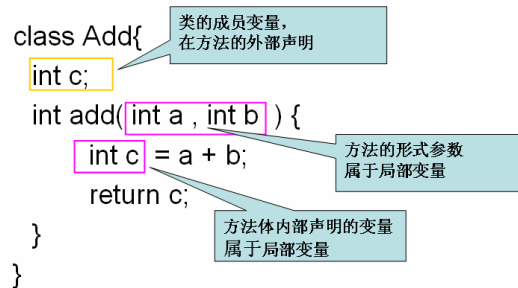 类的成员变量，
在方法的外部声明
class Add{
int c;
int add( int a , int b ) {
int c = a + b;
方法的形式参数
属于局部变量
return c;
方法体内部声明的变量
属于局部变量
}
}